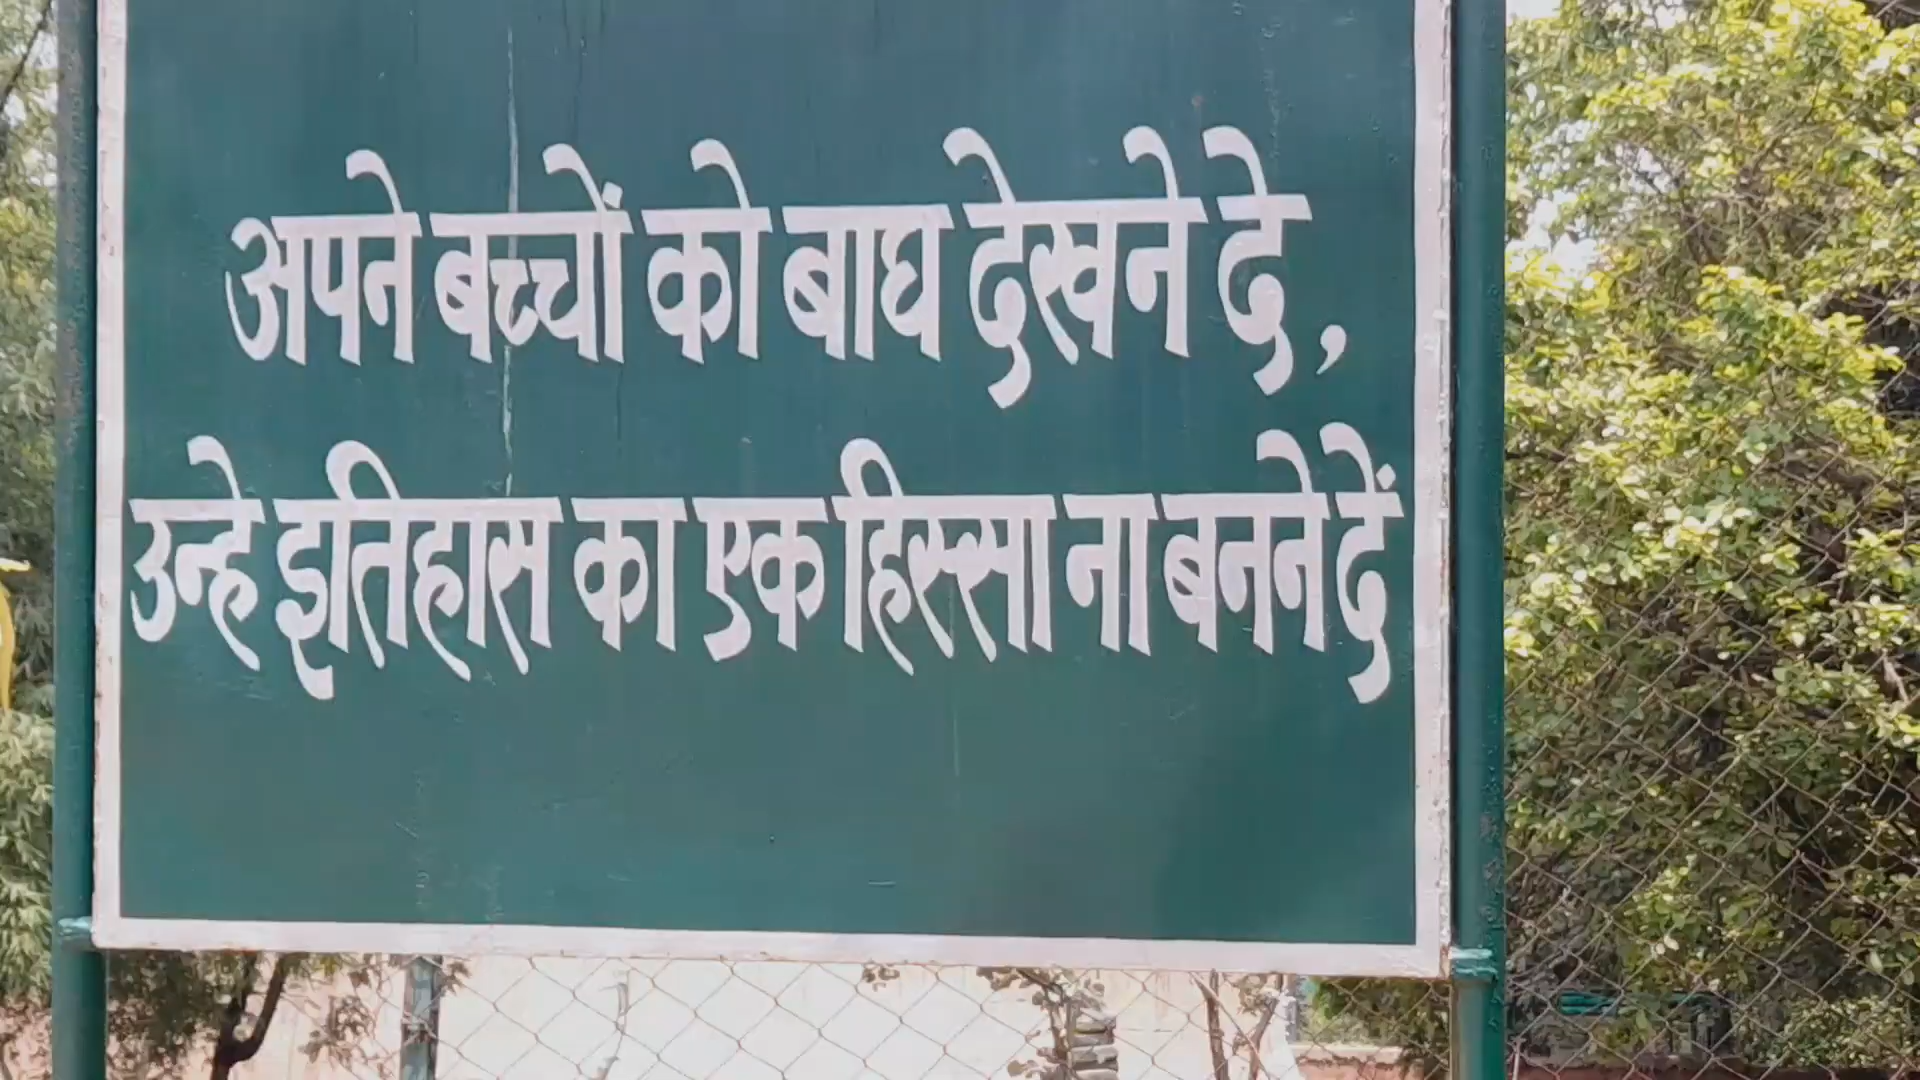 अपने बच्चों को बाघ देखने दे,
उन्हे इतिहास का एक हिस्सा ना बनने दें